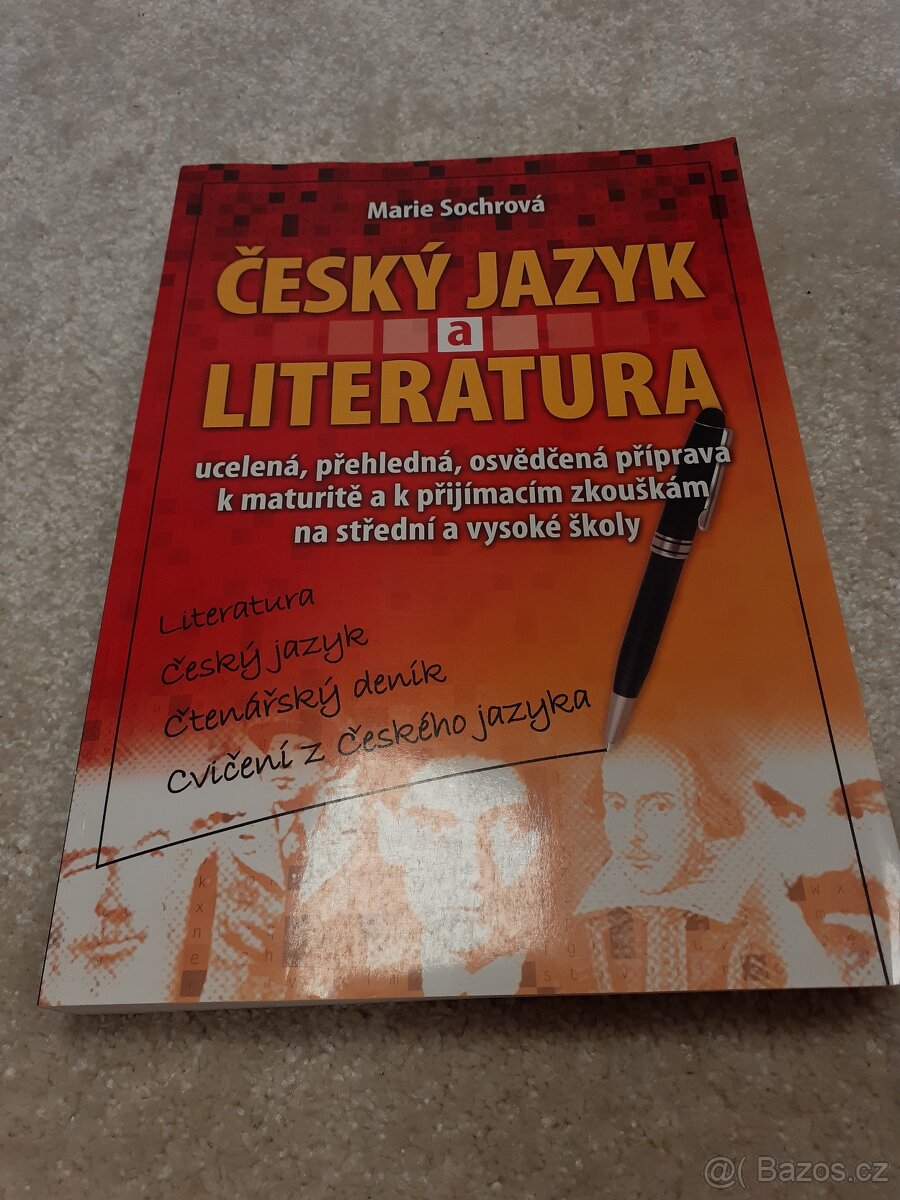 Marie Sochrová
ČESKÝ JAZYK
a
LITERATURA
ucelená, přehledná, osvědčená příprava
k maturitě a k přijímacím zkouškám
na střední a vysoké školy
Literatura
Český jazyk
Čtenářský deník
Cvičení z českého jazyka
@( Bazos.cz